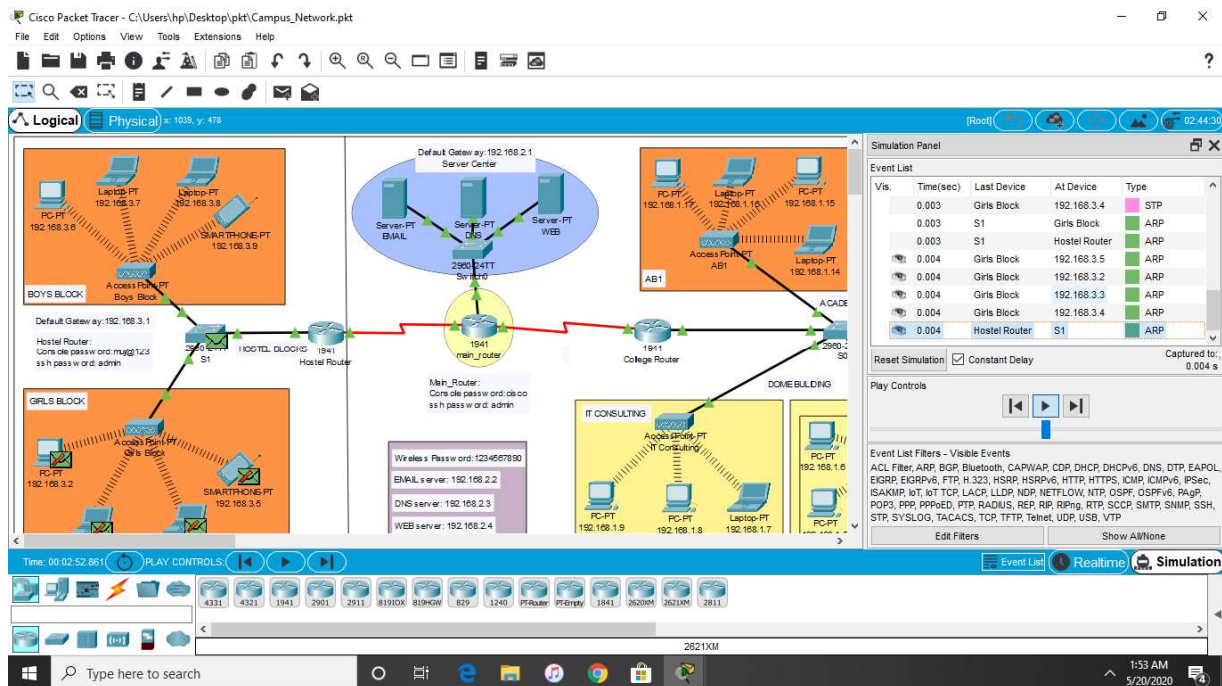 Cisco Packet Tracer - C:\Users\hp\Desktop\pkt\Campus_Network.pkt
File Edit Options View Tools Extensions Help
?
Logical Physical x: 1039, y: 478 [Root] 02:44:30
Default Gateway:192.168.2.1
Server Center
Laptop-PT
192.168.3.7
Laptop-PT
192.168.3.8
PC-PT
192.168.3.6
SMARTPHONE-PT
192.168.3.9
Access Point-PT
Boys Block
BOYS BLOCK
Server-PT
EMAIL
Server-PT
DNS
Server-PT
WEB
2960-24TT
Switch0
PC-PT
Laptop-PT
192.168.1.16
PC-PT
192.168.1.15
Access Point-PT
AB1
Laptop-PT
192.168.1.14
AB1
Default Gateway: 192.168.3.1
Hostel Router:
Console password:muj@123
ssh password: admin
S1
HOSTEL BLOCKS
1941
Hostel Router
1941
main_router
1941
College Router
2960-
S0
Main_Router:
Console password:cisco
ssh password: admin
DOME BUILDING
GIRLS BLOCK
Access Point-PT
Girls Block
PC-PT
192.168.3.2
SMARTPHONE-PT
192.168.3.5
Wireless Password:1234567890
EMAIL server: 192.168.2.2
DNS server: 192.168.2.3
WEB server: 192.168.2.4
IT CONSULTING
Access Point-PT
IT Consulting
PC-PT
192.168.1.9
PC-PT
192.168.1.8
Laptop-PT
192.168.1.7
PC-PT
192.168.1.6
PC-PT
Simulation Panel
Event List
Vis. Time(sec) Last Device At Device Type
0.003 Girls Block 192.168.3.4 STP
0.003 S1 Girls Block ARP
0.003 S1 Hostel Router ARP
0.004 Girls Block 192.168.3.5 ARP
0.004 Girls Block 192.168.3.2 ARP
0.004 Girls Block 192.168.3.3 ARP
0.004 Girls Block 192.168.3.4 ARP
0.004 Hostel Router S1 ARP
Reset Simulation Constant Delay Captured to:
0.004 s
Play Controls
Event List Filters - Visible Events
ACL Filter, ARP, BGP, Bluetooth, CAPWAP, CDP, DHCP, DHCPv6, DNS, DTP, EAPOL,
EIGRP, EIGRPv6, FTP, H.323, HSRP, HSRPv6, HTTP, HTTPS, ICMP, ICMPv6, IPSec,
ISAKMP, IoT, IoT TCP, LACP, LLDP, NDP, NETFLOW, NTP, OSPF, OSPFv6, PAgP,
POP3, PPP, PPPoED, PTP, RADIUS, REP, RIP, RIPng, RTP, SCCP, SMTP, SNMP, SSH,
STP, SYSLOG, TACACS, TCP, TFTP, Telnet, UDP, USB, VTP
Edit Filters Show All/None
Time: 00:02:52.861 PLAY CONTROLS: Event List Realtime Simulation
4331 4321 1941 2901 2911 819IOX 819HGW 829 1240 PT-Router PT-Empty 1841 2620XM 2621XM 2811
2621XM
Type here to search
1:53 AM
5/20/2020
4